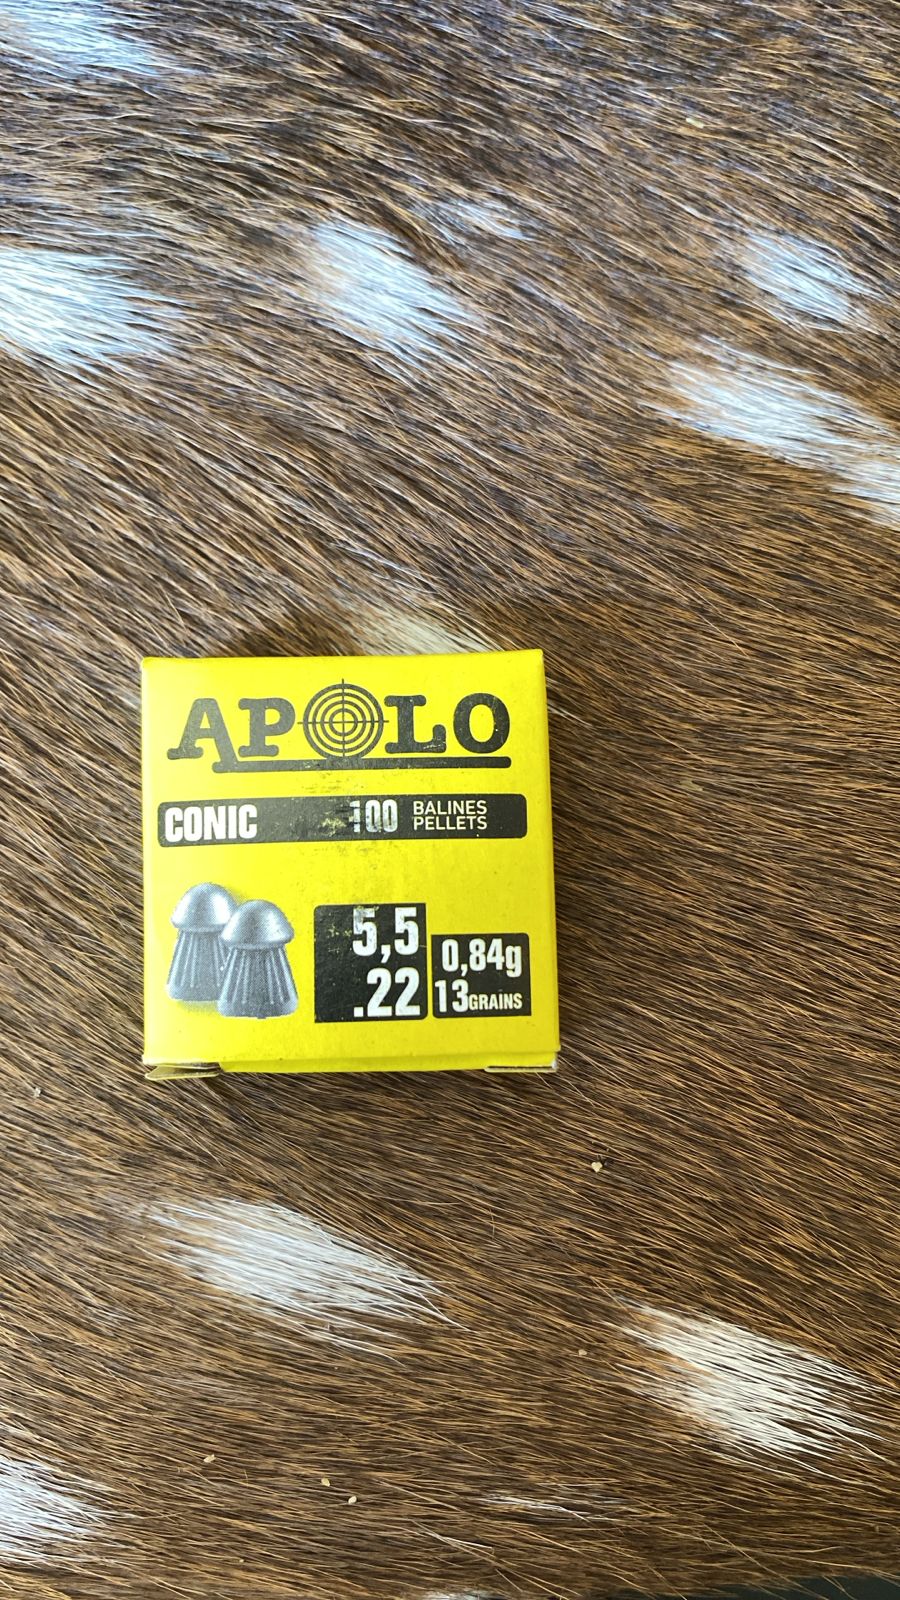 APOLO
CONIC 100 BALINES
PELLETS
5,5
.22
0,84g
13GRAINS